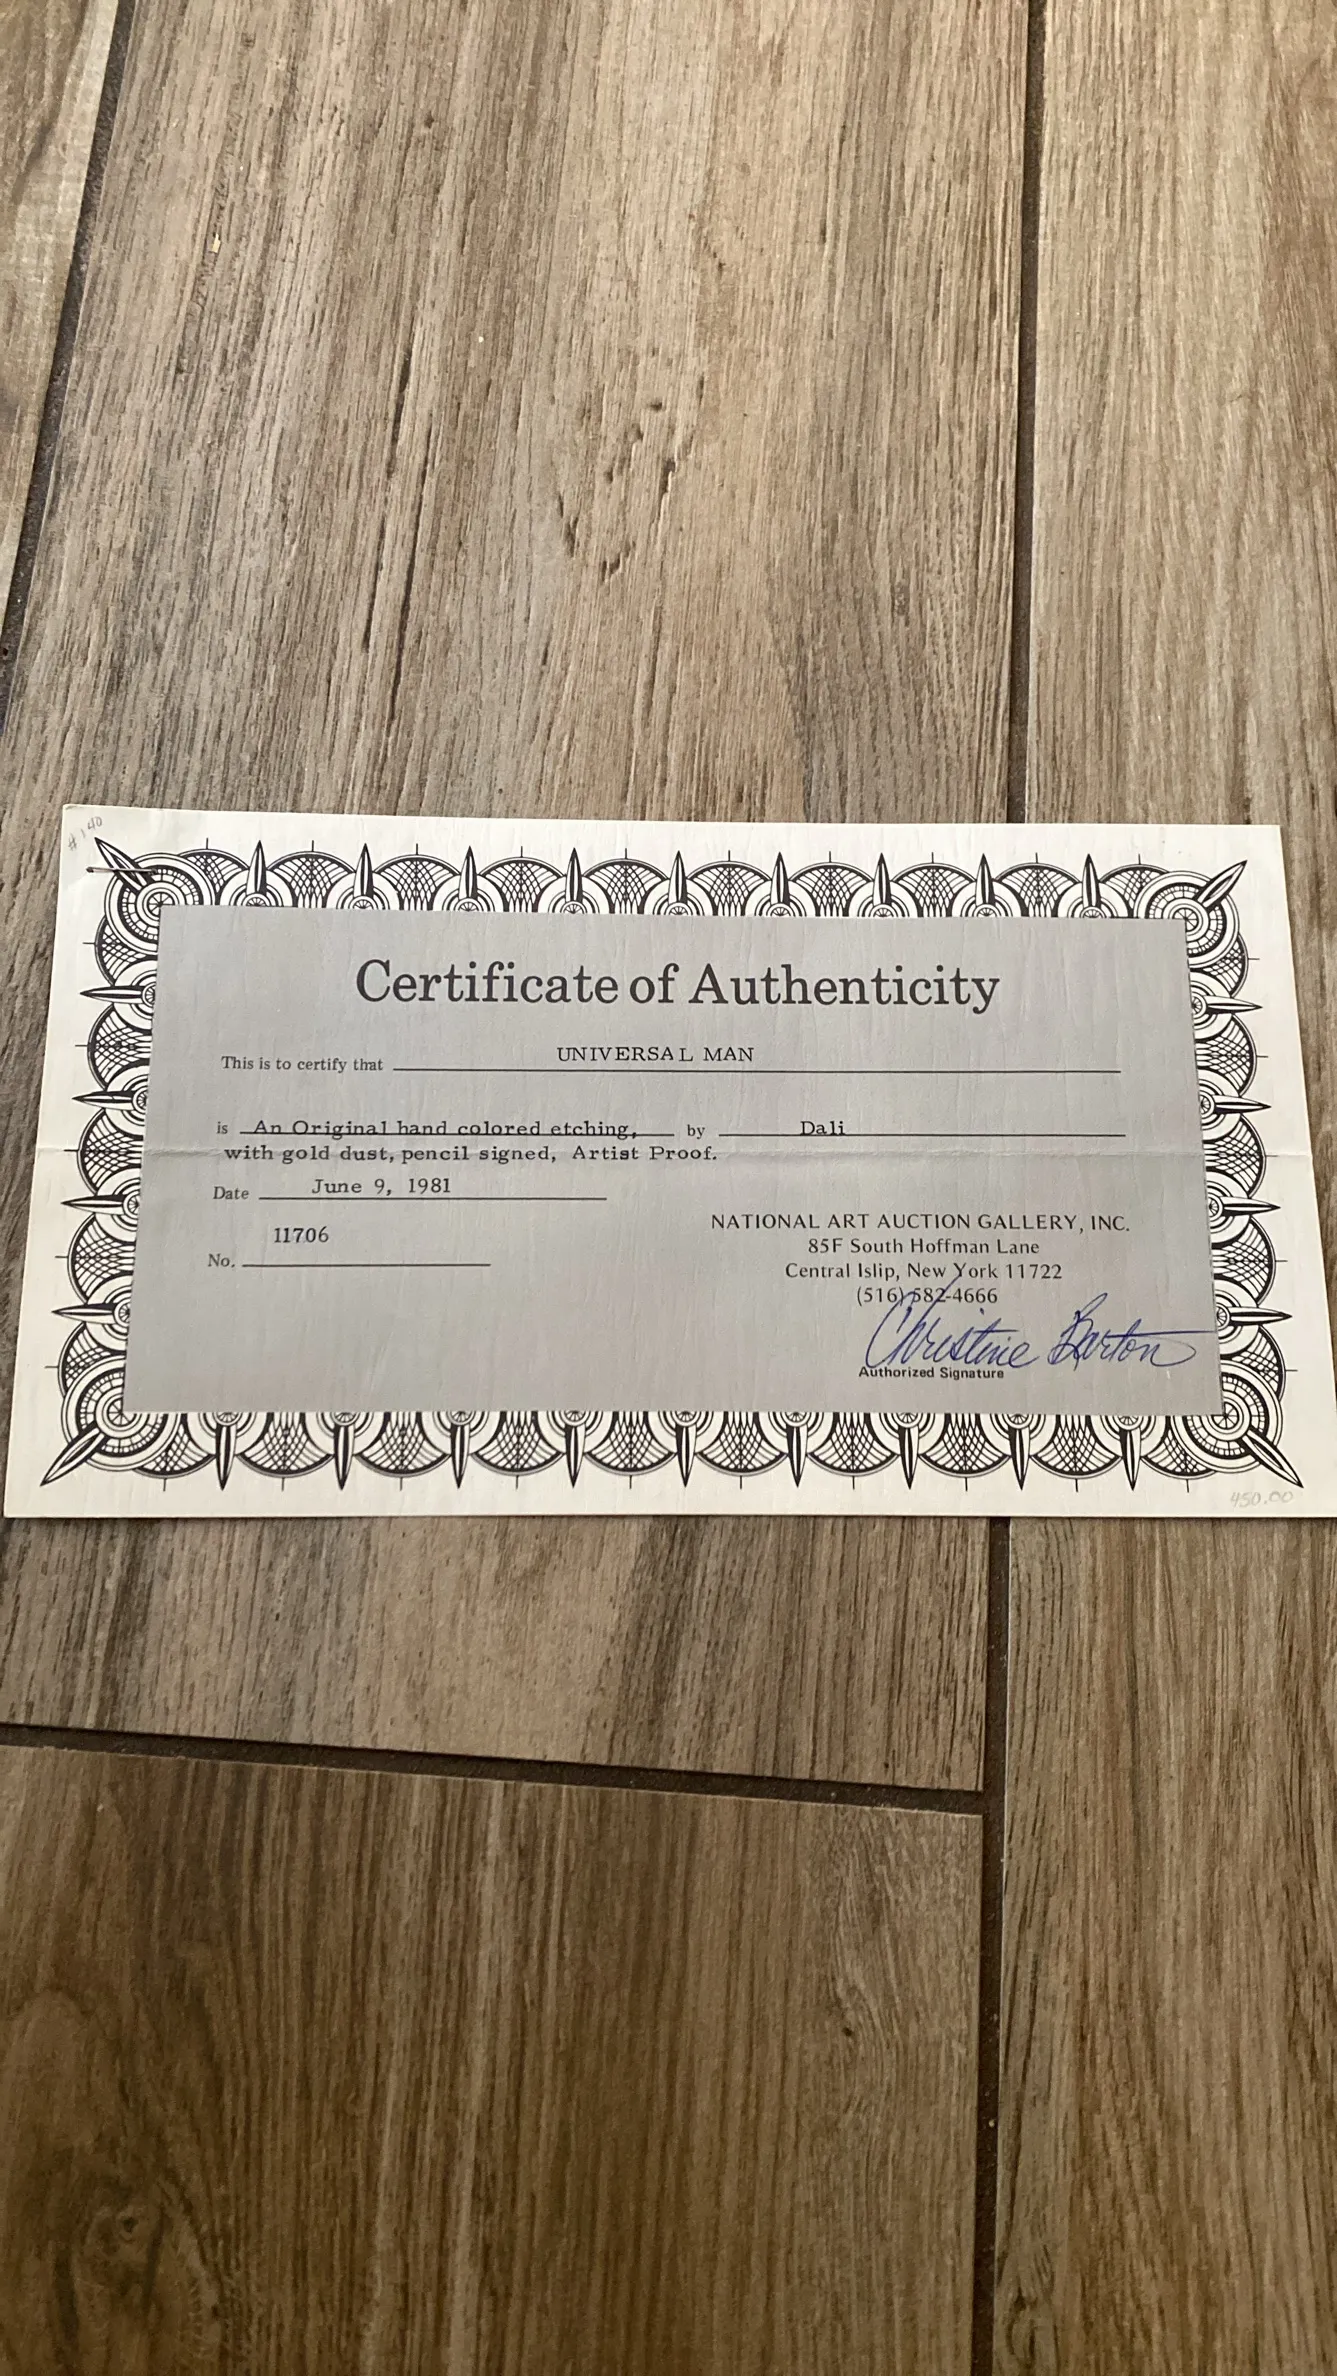 #140
Certificate of Authenticity
This is to certify that UNIVERSAL MAN
is An Original hand colored etching, by Dali
with gold dust, pencil signed, Artist Proof.
Date June 9, 1981
11706
No.
NATIONAL ART AUCTION GALLERY, INC.
85F South Hoffman Lane
Central Islip, New York 11722
(516) 582-4666
Christine Barton
Authorized Signature
450.00